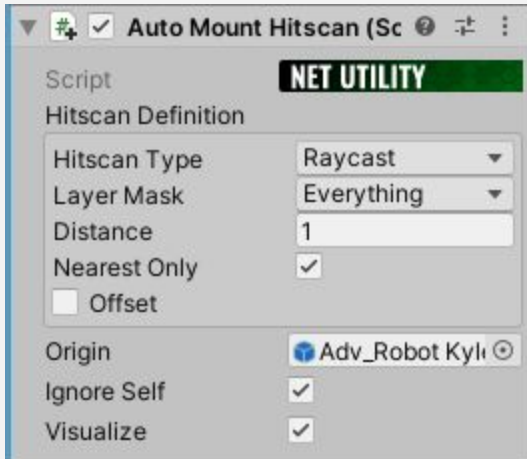 Auto Mount Hitscan (Sc
Script NET UTILITY
Hitscan Definition
Hitscan Type Raycast
Layer Mask Everything
Distance 1
Nearest Only
Offset
Origin Adv_Robot Kyle
Ignore Self
Visualize